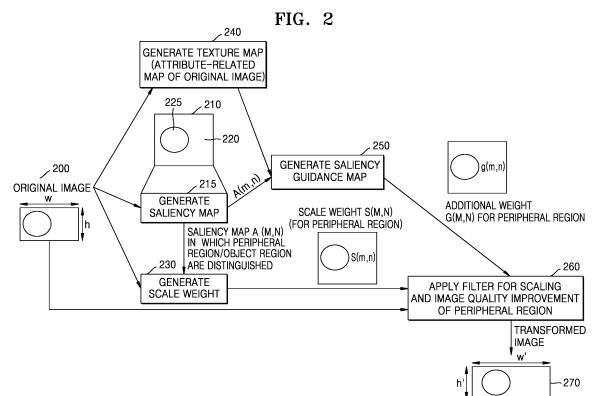 FIG. 2
240
GENERATE TEXTURE MAP
(ATTRIBUTE-RELATED
MAP OF ORIGINAL IMAGE)
225
210
220
250
200
ORIGINAL IMAGE
w
h
215
GENERATE
SALIENCY MAP
A(m,n)
GENERATE SALIENCY
GUIDANCE MAP
g(m,n)
ADDITIONAL WEIGHT
G(M,N) FOR PERIPHERAL REGION
SALIENCY MAP A (M,N)
IN WHICH PERIPHERAL
REGION/OBJECT REGION
ARE DISTINGUISHED
SCALE WEIGHT S(M,N)
(FOR PERIPHERAL REGION)
S(m,n)
230
GENERATE
SCALE WEIGHT
260
APPLY FILTER FOR SCALING
AND IMAGE QUALITY IMPROVEMENT
OF PERIPHERAL REGION
TRANSFORMED
IMAGE
w'
h'
270